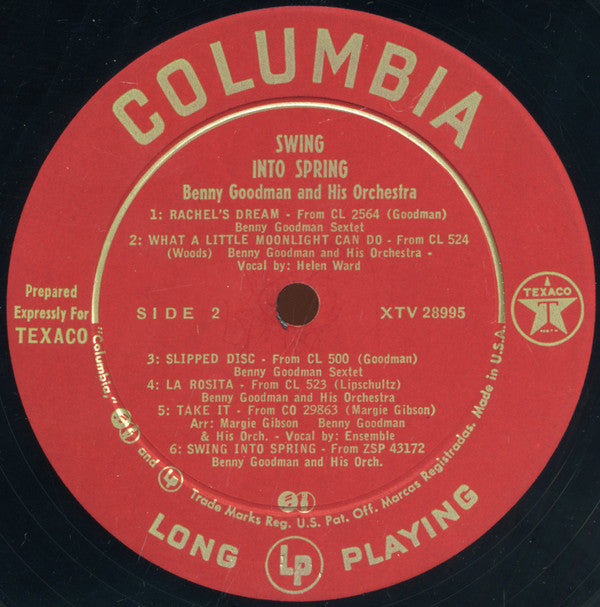 COLUMBIA
SWING
INTO SPRING
Benny Goodman and His Orchestra
1: RACHEL'S DREAM - From CL 2564 (Goodman)
Benny Goodman Sextet
2: WHAT A LITTLE MOONLIGHT CAN DO - From CL 524
(Woods) Benny Goodman and His Orchestra -
Vocal by: Helen Ward
Prepared
Expressly For
TEXACO
SIDE 2
XTV 28995
TEXACO
T
3: SLIPPED DISC - From CL 500 (Goodman)
Benny Goodman Sextet
4: LA ROSITA - From CL 523 (Lipschultz)
Benny Goodman and His Orchestra
5: TAKE IT - From CO 29863 (Margie Gibson)
Arr: Margie Gibson Benny Goodman
& His Orch. - Vocal by: Ensemble
6: SWING INTO SPRING - From ZSP 43172
Benny Goodman and His Orch.
"Columbia," and Lp Trade Marks Reg. U.S. Pat. Off. Marcas Registradas. Made in U.S.A.
LONG Lp PLAYING